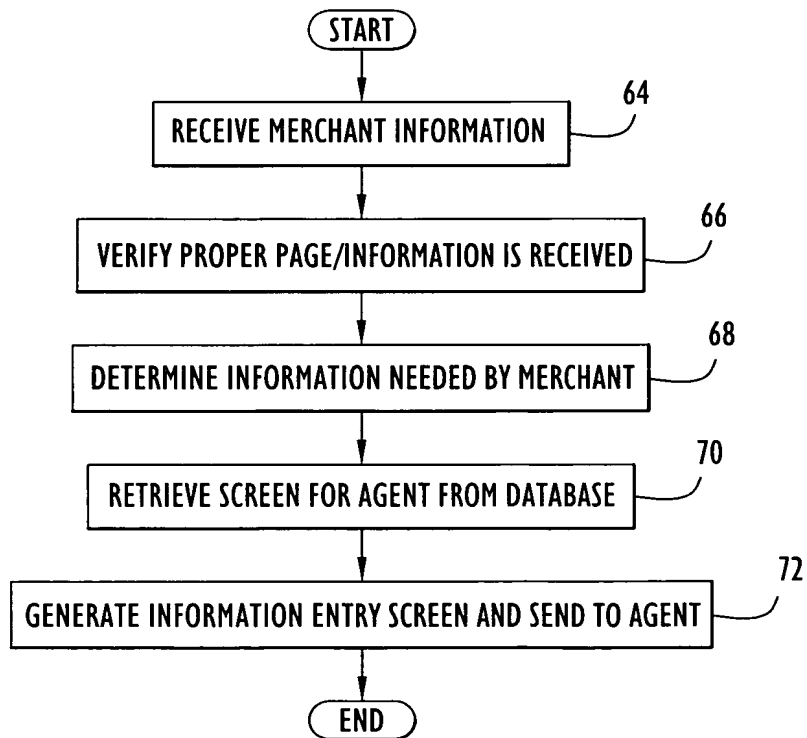 START
64
RECEIVE MERCHANT INFORMATION
66
VERIFY PROPER PAGE/INFORMATION IS RECEIVED
68
DETERMINE INFORMATION NEEDED BY MERCHANT
70
RETRIEVE SCREEN FOR AGENT FROM DATABASE
72
GENERATE INFORMATION ENTRY SCREEN AND SEND TO AGENT
END